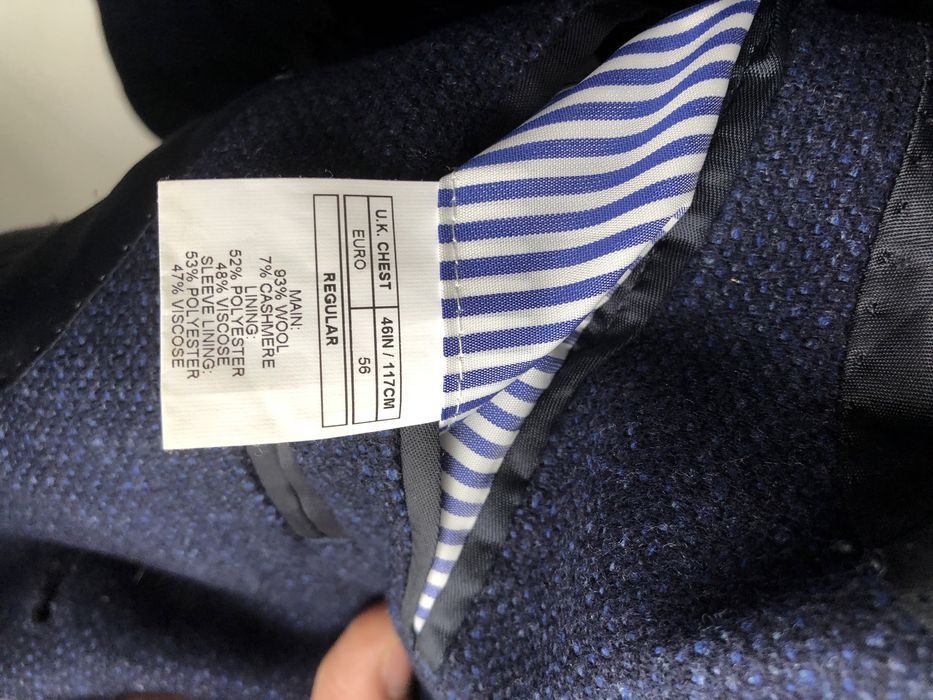 U.K. CHEST 46IN / 117CM
EURO 56
REGULAR
MAIN:
93% WOOL
7% CASHMERE
LINING:
52% POLYESTER
48% VISCOSE
SLEEVE LINING:
53% POLYESTER
47% VISCOSE